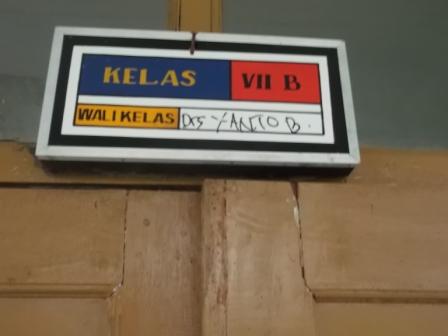 KELAS VII B
WALI KELAS Drs YANTO B.